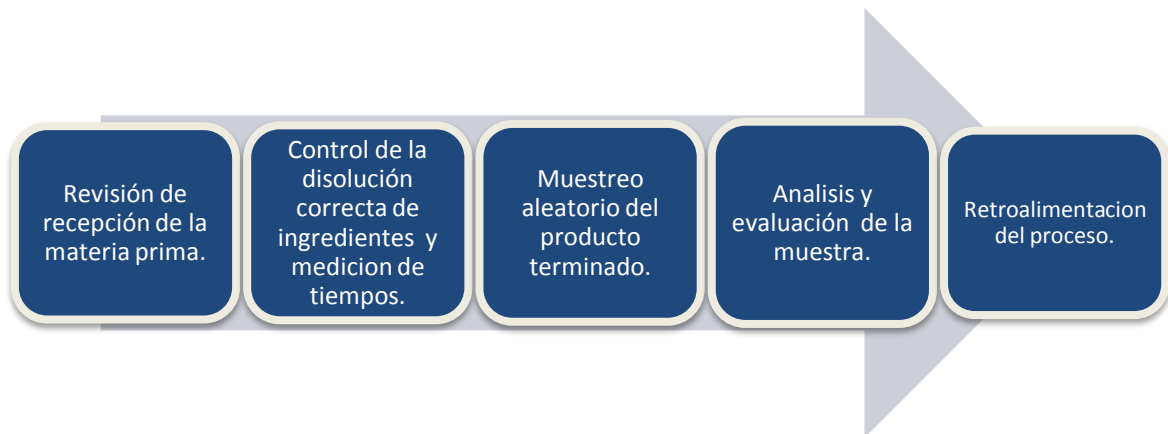 Revisión de
recepción de la
materia prima.
Control de la
disolución
correcta de
ingredientes y
medicion de
tiempos.
Muestreo
aleatorio del
producto
terminado.
Analisis y
evaluación de la
muestra.
Retroalimentacion
del proceso.